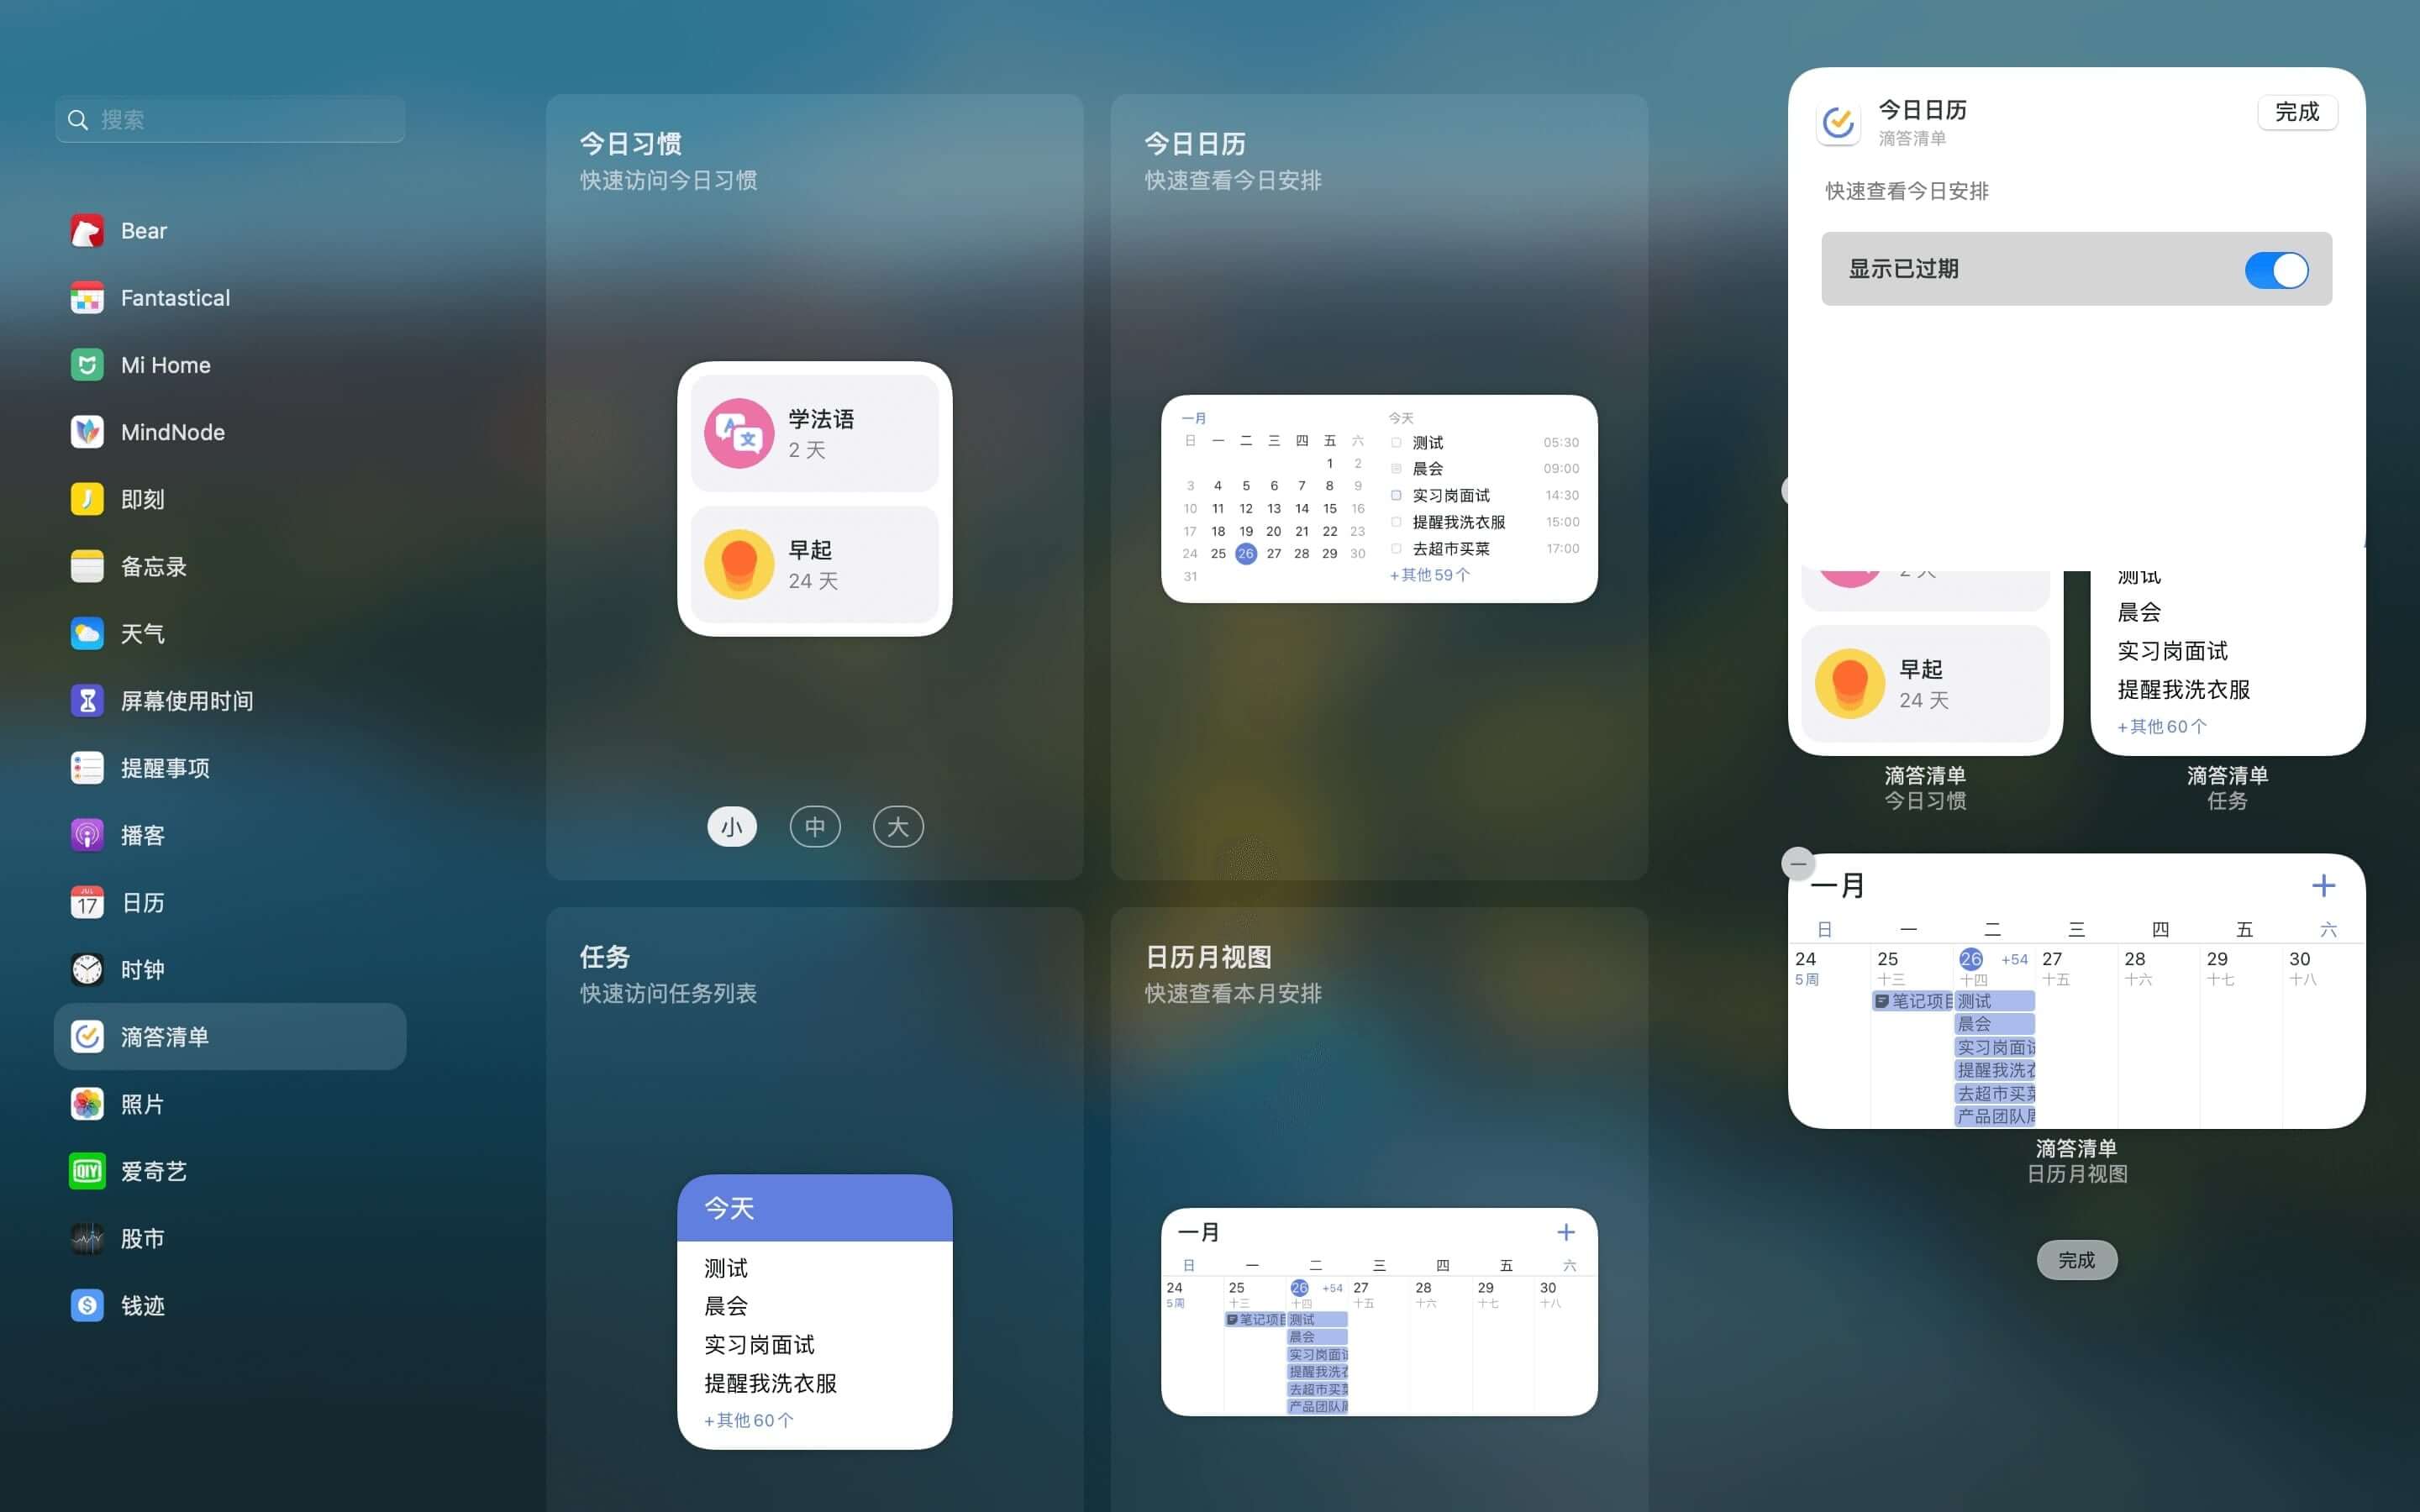 搜索
Bear
Fantastical
Mi Home
MindNode
即刻
备忘录
天气
屏幕使用时间
提醒事项
播客
JUL
17
日历
时钟
滴答清单
照片
QIY
爱奇艺
股市
钱迹
今日习惯
快速访问今日习惯
学法语
2 天
早起
24 天
小 中 大
今日日历
快速查看今日安排
一月
日 一 二 三 四 五 六
1 2
3 4 5 6 7 8 9
10 11 12 13 14 15 16
17 18 19 20 21 22 23
24 25 26 27 28 29 30
31
今天
测试 05:30
晨会 09:00
实习岗面试 14:30
提醒我洗衣服 15:00
去超市买菜 17:00
+其他59个
任务
快速访问任务列表
今天
测试
晨会
实习岗面试
提醒我洗衣服
+其他60个
日历月视图
快速查看本月安排
一月 +
日 一 二 三 四 五 六
24 25 26 +54 27 28 29 30
5周 十三 十四 十五 十六 十七 十八
笔记项目 测试
晨会
实习岗面试
提醒我洗衣
去超市买菜
产品团队周
今日日历
滴答清单
完成
快速查看今日安排
显示已过期
早起
24 天
滴答清单
今日习惯
测试
晨会
实习岗面试
提醒我洗衣服
+其他60个
滴答清单
任务
一月 +
日 一 二 三 四 五 六
24 25 26 +54 27 28 29 30
5周 十三 十四 十五 十六 十七 十八
笔记项目 测试
晨会
实习岗面试
提醒我洗衣
去超市买菜
产品团队周
滴答清单
日历月视图
完成